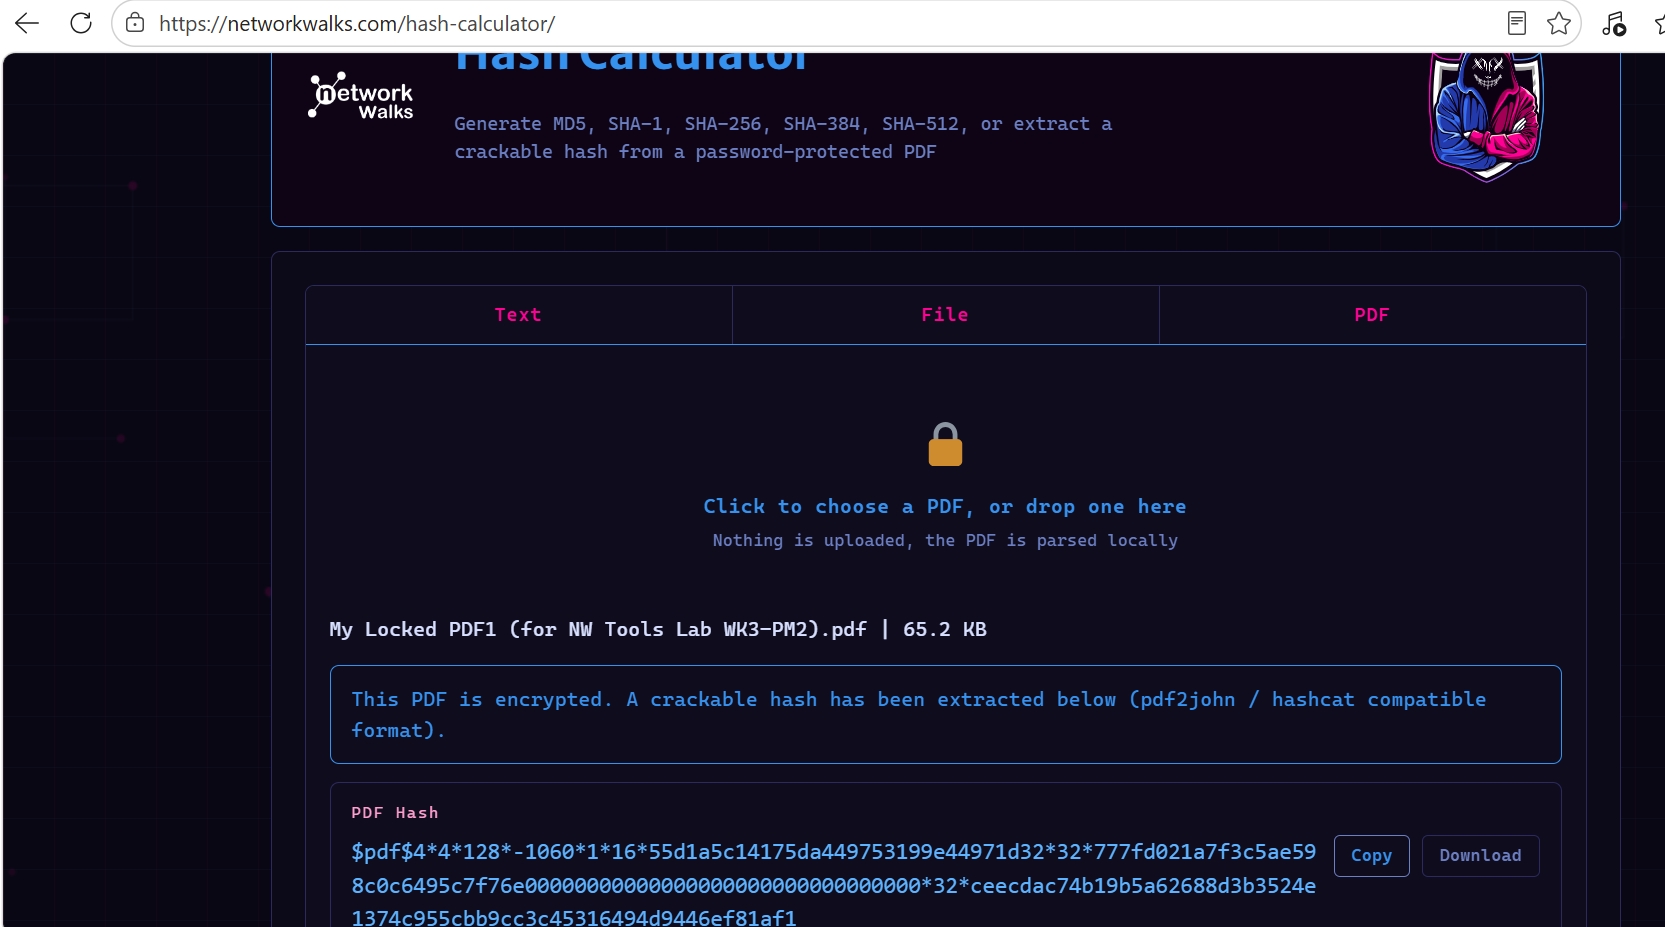 https://networkwalks.com/hash-calculator/
Hash Calculator
network
Walks
Generate MD5, SHA-1, SHA-256, SHA-384, SHA-512, or extract a
crackable hash from a password-protected PDF
Text File PDF
Click to choose a PDF, or drop one here
Nothing is uploaded, the PDF is parsed locally
My Locked PDF1 (for NW Tools Lab WK3-PM2).pdf | 65.2 KB
This PDF is encrypted. A crackable hash has been extracted below (pdf2john / hashcat compatible
format).
PDF Hash
$pdf$4*4*128*-1060*1*16*55d1a5c14175da449753199e44971d32*32*777fd021a7f3c5ae59
8c0c6495c7f76e00000000000000000000000000000000*32*ceecdac74b19b5a62688d3b3524e
1374c955cbb9cc3c45316494d9446ef81af1
Copy Download